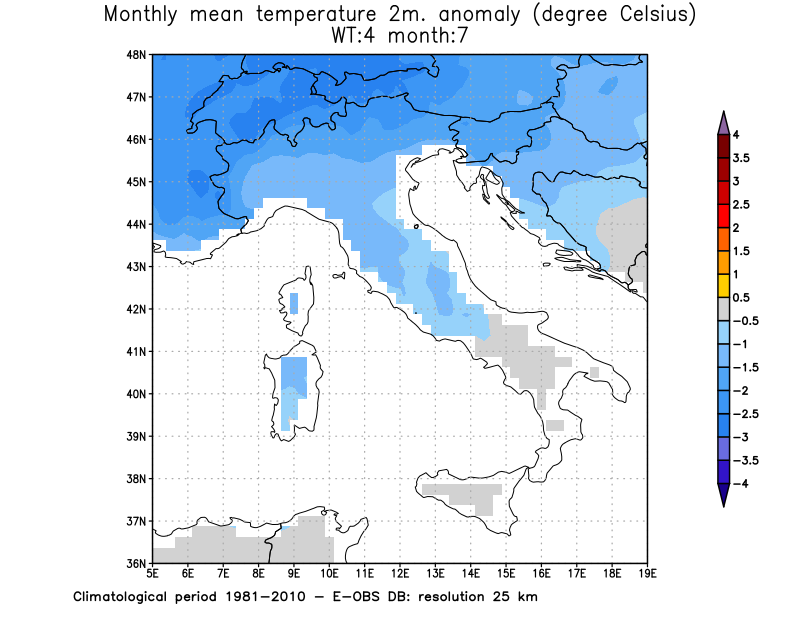 Monthly mean temperature 2m. anomaly (degree Celsius)
WT:4 month:7
48N
47N
46N
45N
44N
43N
42N
41N
40N
39N
38N
37N
36N
5E 6E 7E 8E 9E 10E 11E 12E 13E 14E 15E 16E 17E 18E 19E
4
3.5
3
2.5
2
1.5
1
0.5
−0.5
−1
−1.5
−2
−2.5
−3
−3.5
−4
Climatological period 1981−2010 − E−OBS DB: resolution 25 km